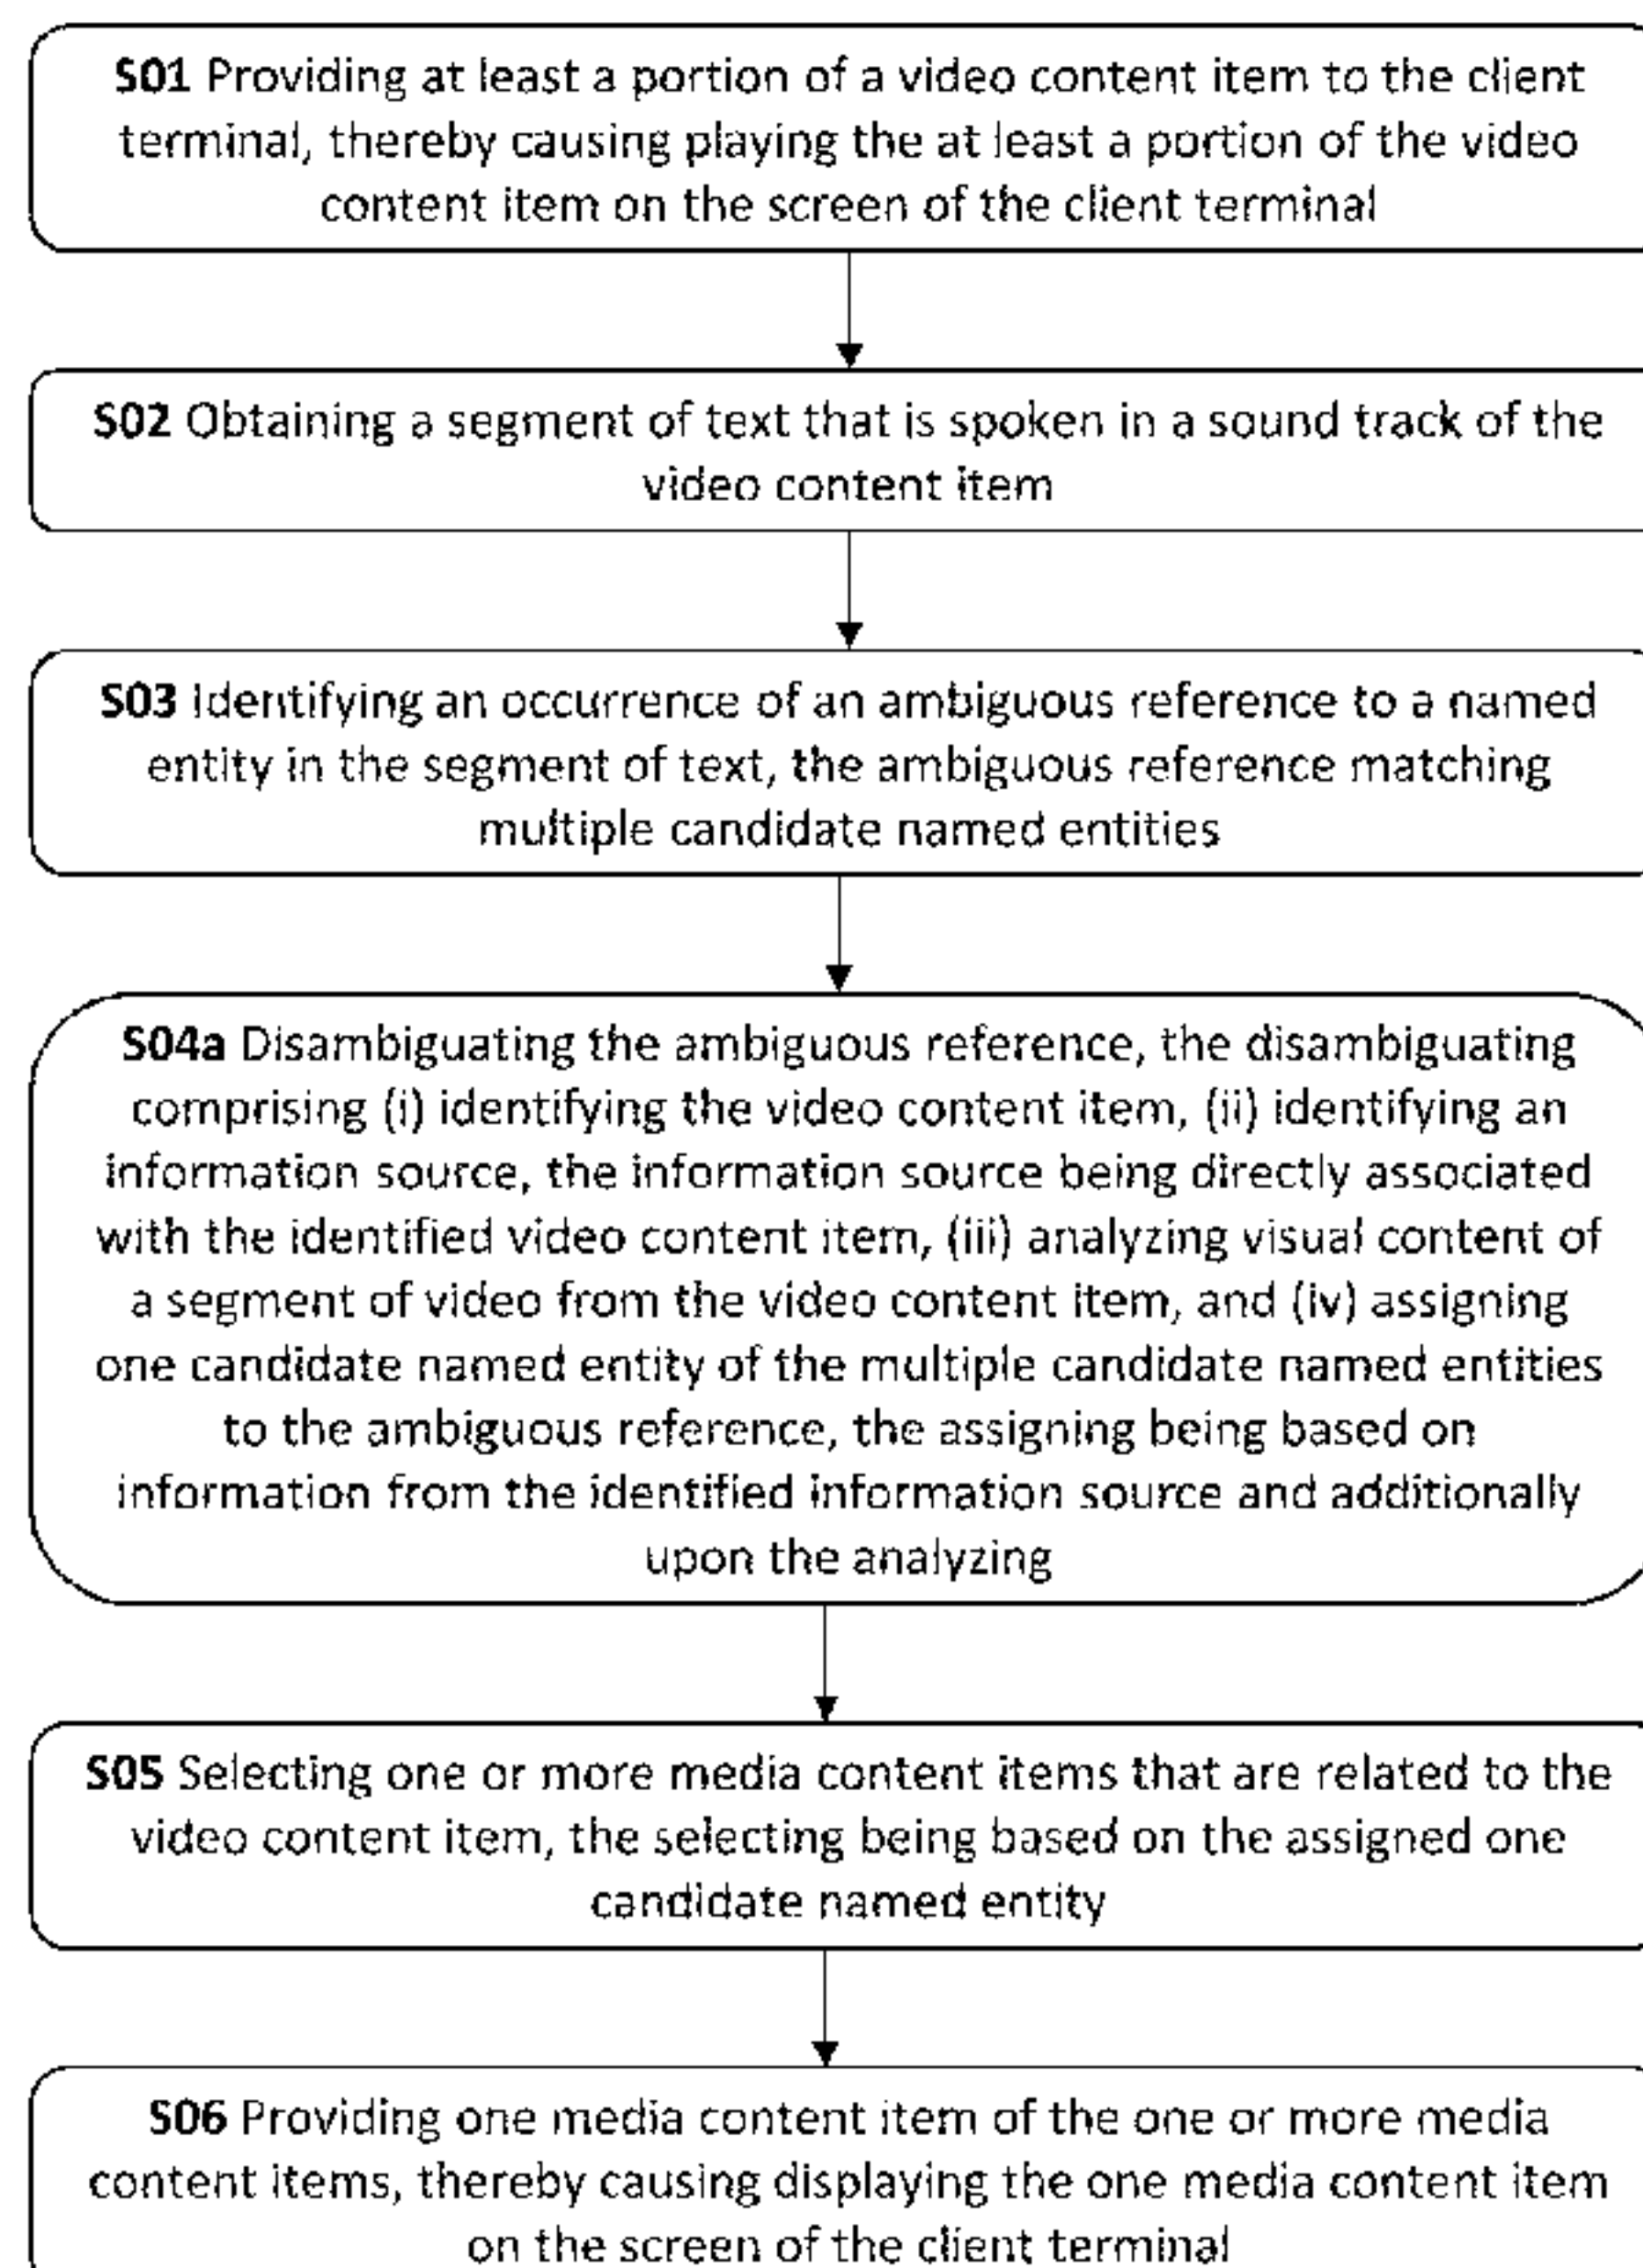 S01 Providing at least a portion of a video content item to the client
terminal, thereby causing playing the at least a portion of the video
content item on the screen of the client terminal
S02 Obtaining a segment of text that is spoken in a sound track of the
video content item
S03 Identifying an occurrence of an ambiguous reference to a named
entity in the segment of text, the ambiguous reference matching
multiple candidate named entities
S04a Disambiguating the ambiguous reference, the disambiguating
comprising (i) identifying the video content item, (ii) identifying an
information source, the information source being directly associated
with the identified video content item, (iii) analyzing visual content of
a segment of video from the video content item, and (iv) assigning
one candidate named entity of the multiple candidate named entities
to the ambiguous reference, the assigning being based on
information from the identified information source and additionally
upon the analyzing
S05 Selecting one or more media content items that are related to the
video content item, the selecting being based on the assigned one
candidate named entity
S06 Providing one media content item of the one or more media
content items, thereby causing displaying the one media content item
on the screen of the client terminal